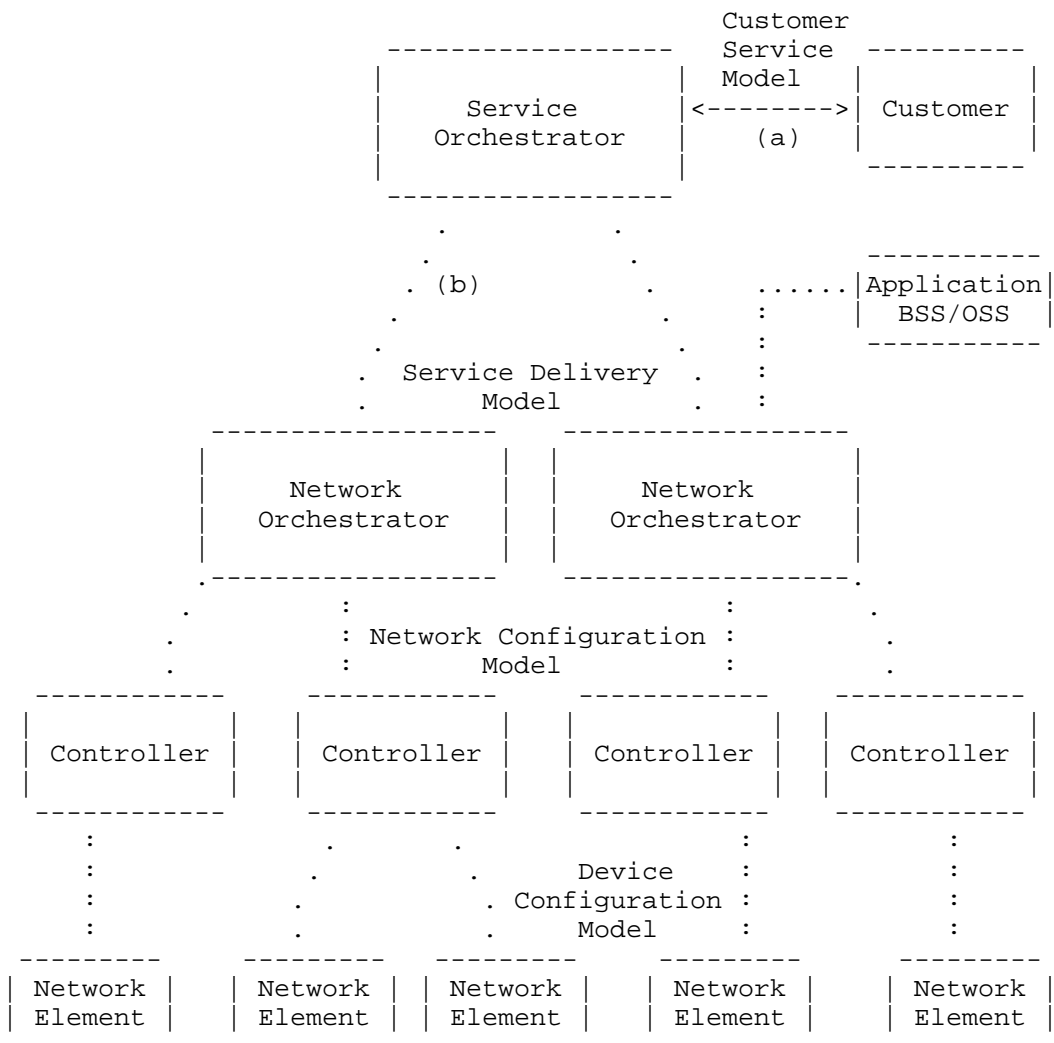 Customer
Service
Model
Service Orchestrator
Customer
(a)
(b)
Application
BSS/OSS
Service Delivery
Model
Network
Orchestrator
Network
Orchestrator
Network Configuration
Model
Controller
Controller
Controller
Controller
Device
Configuration
Model
Network
Element
Network
Element
Network
Element
Network
Element
Network
Element